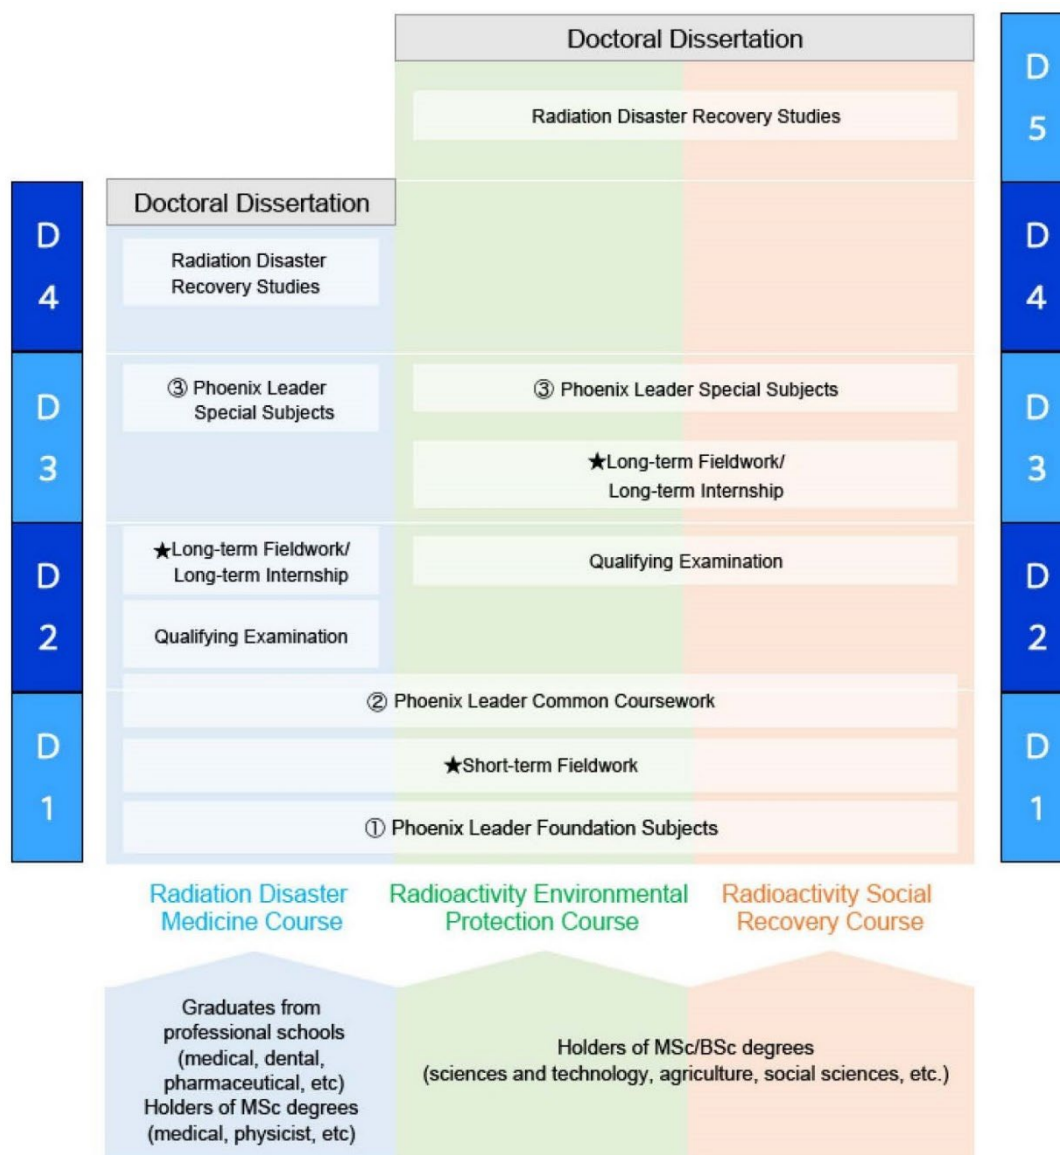 Doctoral Dissertation
Radiation Disaster Recovery Studies
D
5
Doctoral Dissertation
D
4
Radiation Disaster
Recovery Studies
D
4
D
3
③ Phoenix Leader
Special Subjects
③ Phoenix Leader Special Subjects
★Long-term Fieldwork/
Long-term Internship
D
3
D
2
★Long-term Fieldwork/
Long-term Internship
Qualifying Examination
Qualifying Examination
D
2
② Phoenix Leader Common Coursework
D
1
★Short-term Fieldwork
① Phoenix Leader Foundation Subjects
D
1
Radiation Disaster
Medicine Course
Radioactivity Environmental
Protection Course
Radioactivity Social
Recovery Course
Graduates from
professional schools
(medical, dental,
pharmaceutical, etc)
Holders of MSc degrees
(medical, physicist, etc)
Holders of MSc/BSc degrees
(sciences and technology, agriculture, social sciences, etc.)